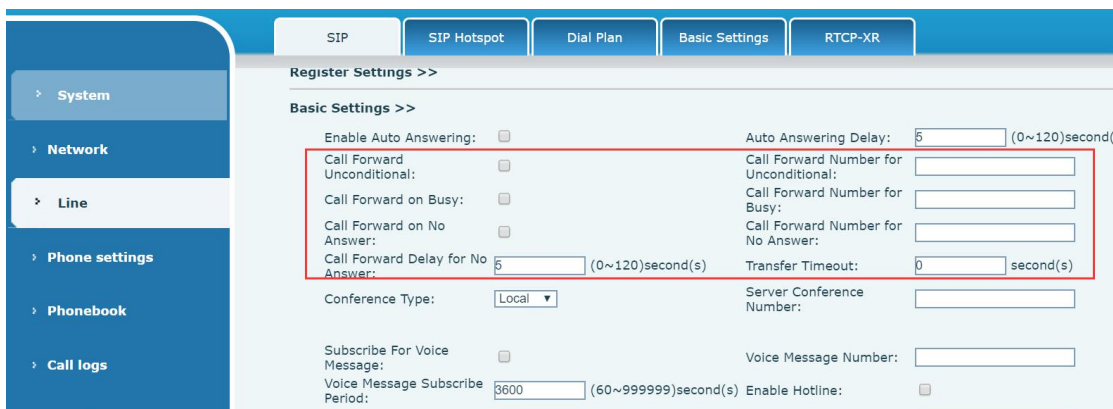 SIP
SIP Hotspot
Dial Plan
Basic Settings
RTCP-XR
System
Network
Line
Phone settings
Phonebook
Call logs
Register Settings >>
Basic Settings >>
Enable Auto Answering:
Auto Answering Delay:
5
(0~120)second(
Call Forward
Unconditional:
Call Forward Number for
Unconditional:
Call Forward on Busy:
Call Forward Number for
Busy:
Call Forward on No
Answer:
Call Forward Number for
No Answer:
Call Forward Delay for No
Answer:
5
(0~120)second(s)
Transfer Timeout:
0
second(s)
Conference Type:
Local
Server Conference
Number:
Subscribe For Voice
Message:
Voice Message Number:
Voice Message Subscribe
Period:
3600
(60~999999)second(s)
Enable Hotline: